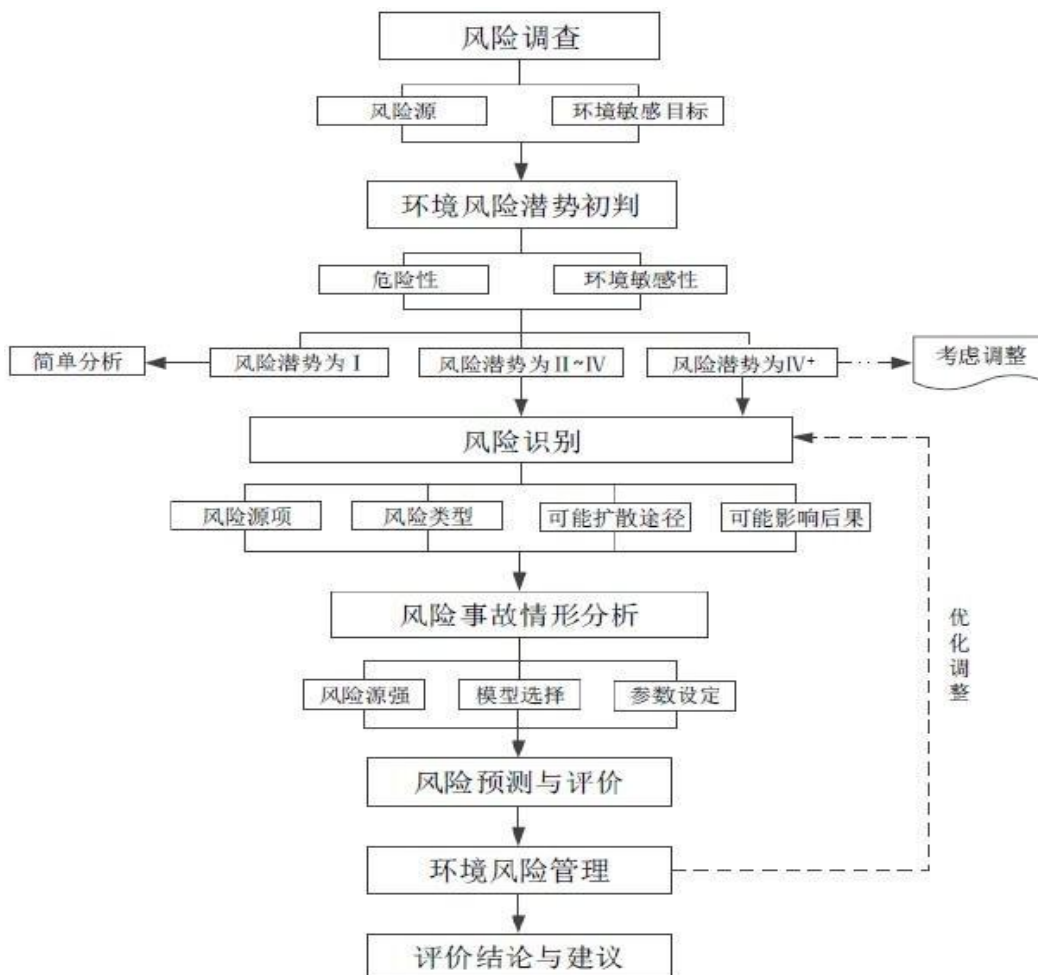 风险调查
风险源
环境敏感目标
环境风险潜势初判
危险性
环境敏感性
简单分析
风险潜势为Ⅰ
风险潜势为Ⅱ~Ⅳ
风险潜势为Ⅳ⁺
考虑调整
风险识别
风险源项
风险类型
可能扩散途径
可能影响后果
风险事故情形分析
优化调整
风险源强
模型选择
参数设定
风险预测与评价
环境风险管理
评价结论与建议